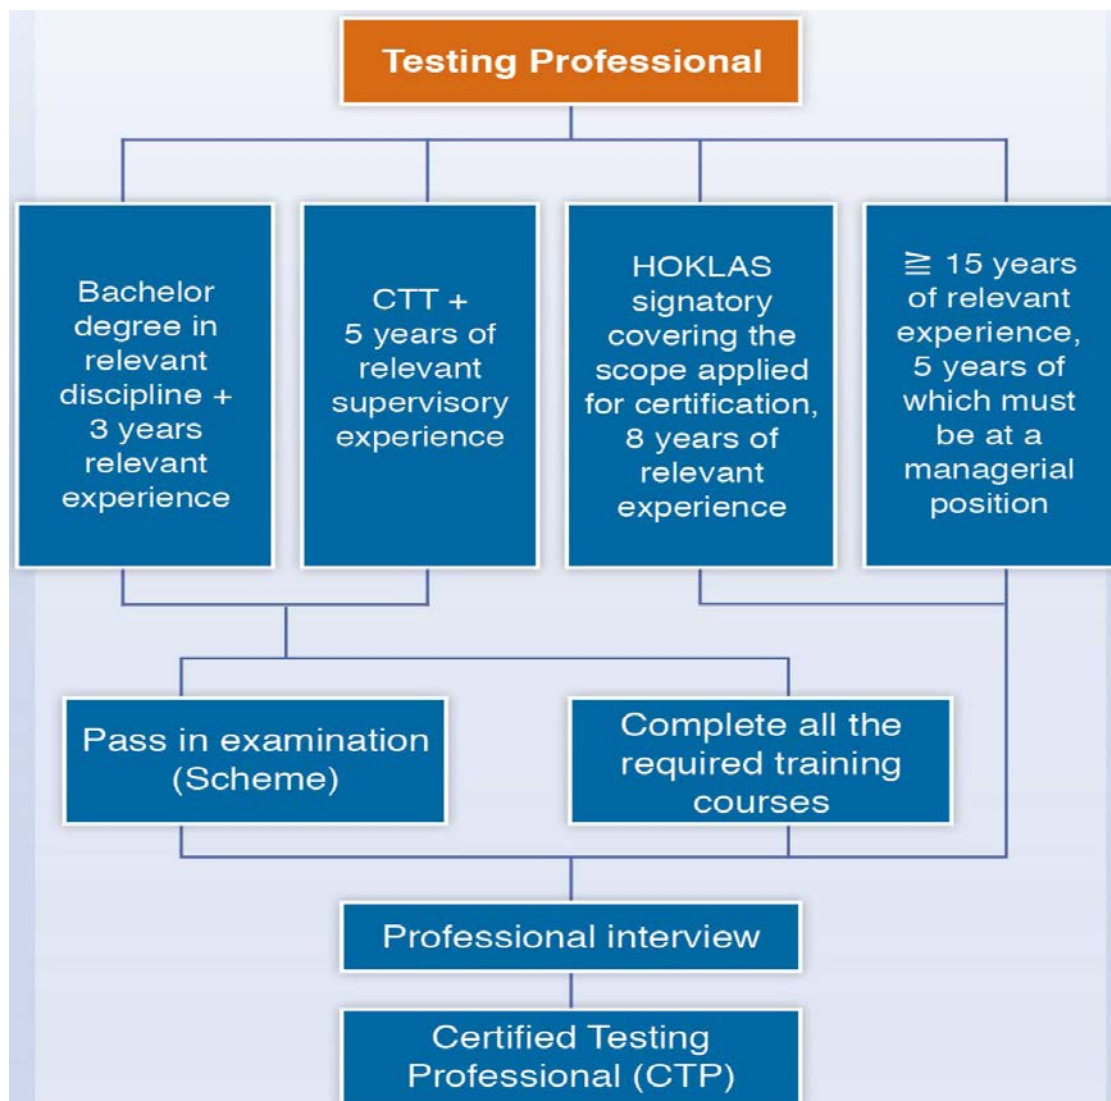 Testing Professional
Bachelor
degree in
relevant
discipline +
3 years
relevant
experience
CTT +
5 years of
relevant
supervisory
experience
HOKLAS
signatory
covering the
scope applied
for certification,
8 years of
relevant
experience
≧ 15 years
of relevant
experience,
5 years of
which must
be at a
managerial
position
Pass in examination
(Scheme)
Complete all the
required training
courses
Professional interview
Certified Testing
Professional (CTP)